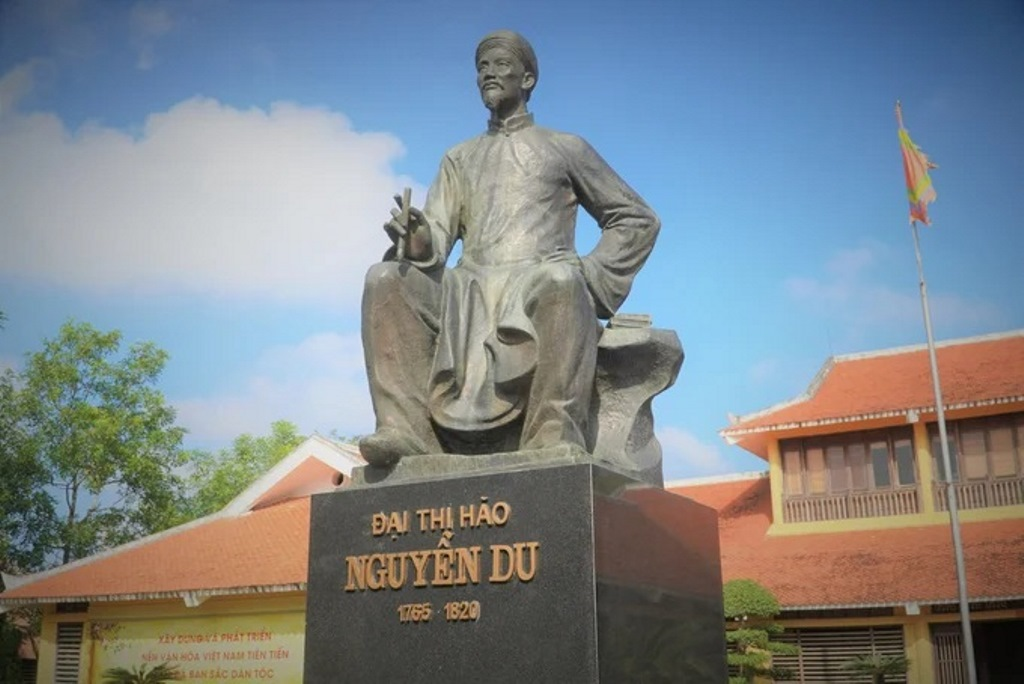 ĐẠI THI HÀO
NGUYỄN DU
1765 - 1820
XÂY DỰNG VÀ PHÁT TRIỂN
NỀN VĂN HÓA VIỆT NAM TIÊN TIẾN
ĐÀ BẢN SẮC DÂN TỘC